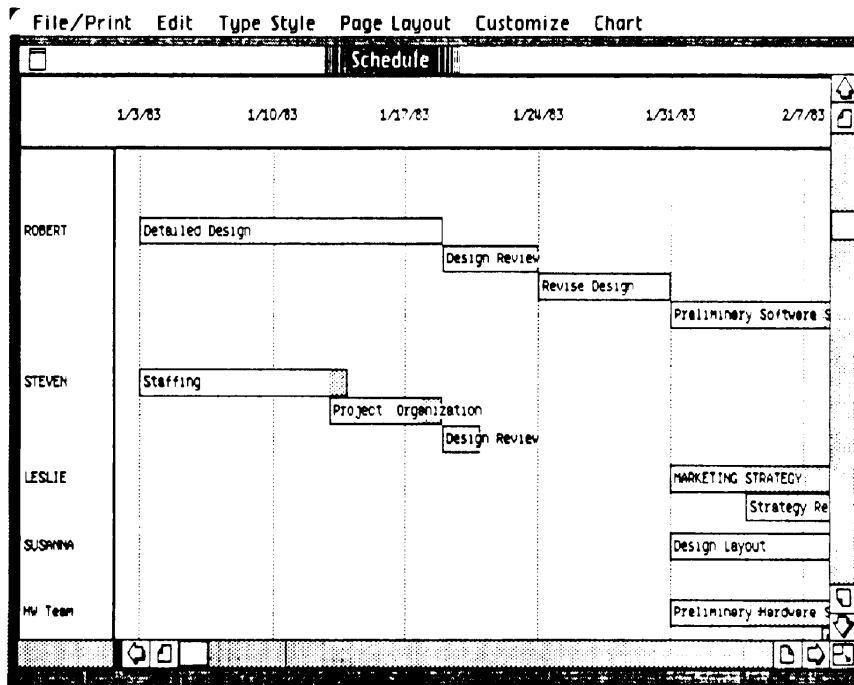 File/Print Edit Type Style Page Layout Customize Chart
Schedule
1/3/83 1/10/83 1/17/83 1/24/83 1/31/83 2/7/83
ROBERT Detailed Design
Design Review
Revise Design
Preliminary Software S
STEVEN Staffing
Project Organization
Design Review
LESLIE MARKETING STRATEGY
Strategy Re
SUSANNA Design Layout
HW Team Preliminary Hardware S